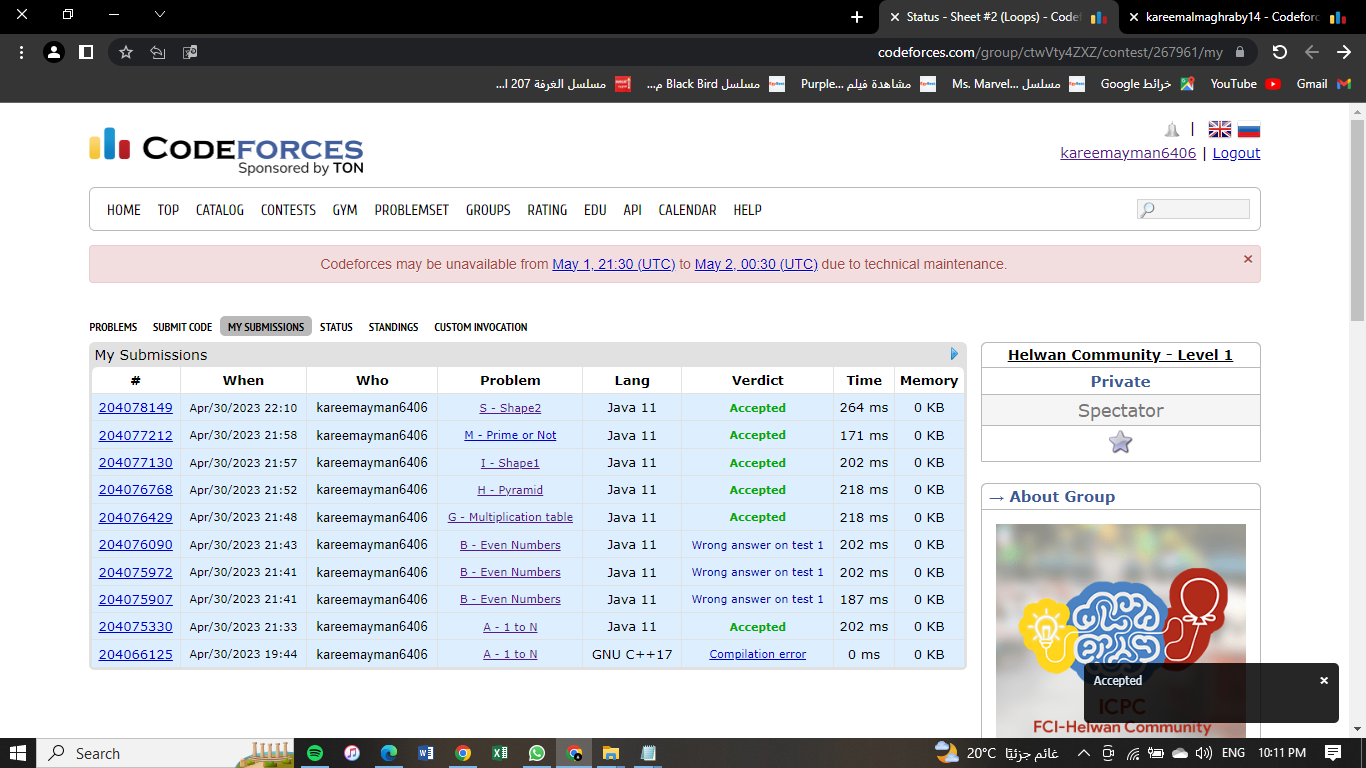 Status - Sheet #2 (Loops) - Codef
kareemalmaghraby14 - Codeforc
codeforces.com/group/ctwVty4ZXZ/contest/267961/my
مسلسل الغرفة 207 ا...
مسلسل Black Bird م...
مشاهدة فيلم Purple...
مسلسل Ms. Marvel...
خرائط Google
YouTube
Gmail
CODEFORCES
Sponsored by TON
kareemayman6406 | Logout
HOME TOP CATALOG CONTESTS GYM PROBLEMSET GROUPS RATING EDU API CALENDAR HELP
Codeforces may be unavailable from May 1, 21:30 (UTC) to May 2, 00:30 (UTC) due to technical maintenance.
PROBLEMS SUBMIT CODE MY SUBMISSIONS STATUS STANDINGS CUSTOM INVOCATION
My Submissions
# When Who Problem Lang Verdict Time Memory
204078149 Apr/30/2023 22:10 kareemayman6406 S - Shape2 Java 11 Accepted 264 ms 0 KB
204077212 Apr/30/2023 21:58 kareemayman6406 M - Prime or Not Java 11 Accepted 171 ms 0 KB
204077130 Apr/30/2023 21:57 kareemayman6406 I - Shape1 Java 11 Accepted 202 ms 0 KB
204076768 Apr/30/2023 21:52 kareemayman6406 H - Pyramid Java 11 Accepted 218 ms 0 KB
204076429 Apr/30/2023 21:48 kareemayman6406 G - Multiplication table Java 11 Accepted 218 ms 0 KB
204076090 Apr/30/2023 21:43 kareemayman6406 B - Even Numbers Java 11 Wrong answer on test 1 202 ms 0 KB
204075972 Apr/30/2023 21:41 kareemayman6406 B - Even Numbers Java 11 Wrong answer on test 1 202 ms 0 KB
204075907 Apr/30/2023 21:41 kareemayman6406 B - Even Numbers Java 11 Wrong answer on test 1 187 ms 0 KB
204075330 Apr/30/2023 21:33 kareemayman6406 A - 1 to N Java 11 Accepted 202 ms 0 KB
204066125 Apr/30/2023 19:44 kareemayman6406 A - 1 to N GNU C++17 Compilation error 0 ms 0 KB
Helwan Community - Level 1
Private
Spectator
→ About Group
ICPC
FCI-Helwan Community
Accepted
Search
20°C غائم جزئيًا
ENG
10:11 PM